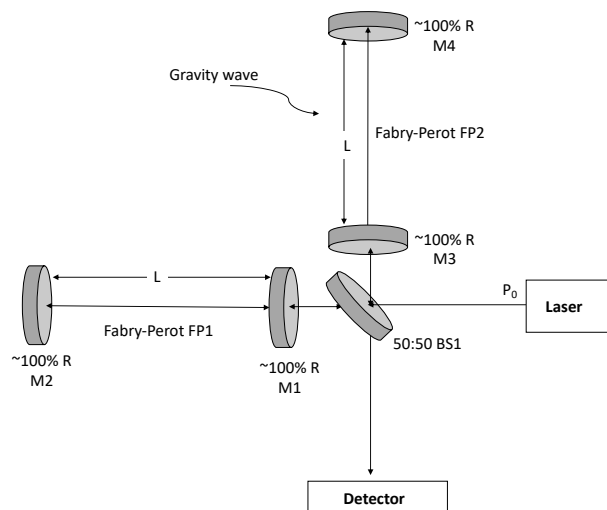 ~100% R
M4
Gravity wave
Fabry-Perot FP2
L
~100% R
M3
P0
Laser
L
Fabry-Perot FP1
50:50 BS1
~100% R
M2
~100% R
M1
Detector